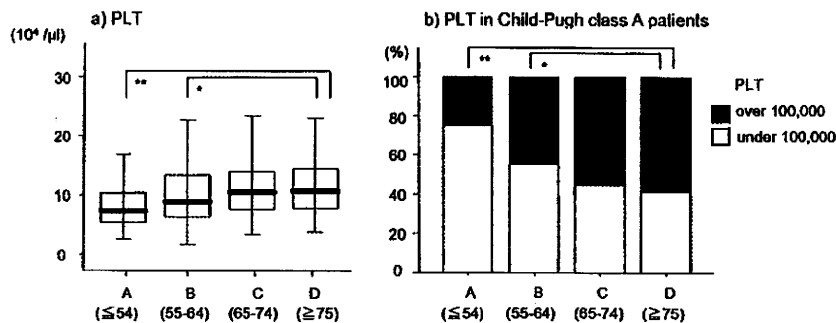 a) PLT
(10⁴ /μl)
30
20
10
0
**
*
A B C D
(≦54) (55-64) (65-74) (≧75)
b) PLT in Child-Pugh class A patients
(%)
100
80
60
40
20
0
**
*
A B C D
(≦54) (55-64) (65-74) (≧75)
PLT
over 100,000
under 100,000